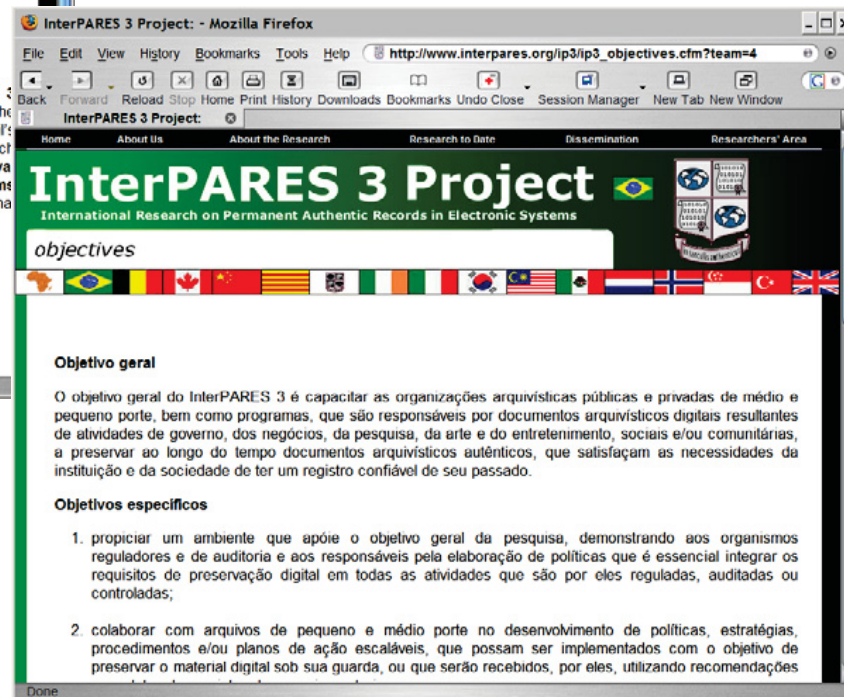 InterPARES 3 Project: - Mozilla Firefox
File Edit View History Bookmarks Tools Help http://www.interpares.org/ip3/ip3_objectives.cfm?team=4
Back Forward Reload Stop Home Print History Downloads Bookmarks Undo Close Session Manager New Tab New Window
InterPARES 3 Project:
Home About Us About the Research Research to Date Dissemination Researchers' Area
InterPARES 3 Project
International Research on Permanent Authentic Records in Electronic Systems
objectives
Objetivo geral
O objetivo geral do InterPARES 3 é capacitar as organizações arquivísticas públicas e privadas de médio e
pequeno porte, bem como programas, que são responsáveis por documentos arquivísticos digitais resultantes
de atividades de governo, dos negócios, da pesquisa, da arte e do entretenimento, sociais e/ou comunitárias,
a preservar ao longo do tempo documentos arquivísticos autênticos, que satisfaçam as necessidades da
instituição e da sociedade de ter um registro confiável de seu passado.
Objetivos específicos
1. propiciar um ambiente que apóie o objetivo geral da pesquisa, demonstrando aos organismos
reguladores e de auditoria e aos responsáveis pela elaboração de políticas que é essencial integrar os
requisitos de preservação digital em todas as atividades que são por eles reguladas, auditadas ou
controladas;
2. colaborar com arquivos de pequeno e médio porte no desenvolvimento de políticas, estratégias,
procedimentos e/ou planos de ação escaláveis, que possam ser implementados com o objetivo de
preservar o material digital sob sua guarda, ou que serão recebidos, por eles, utilizando recomendações
Done